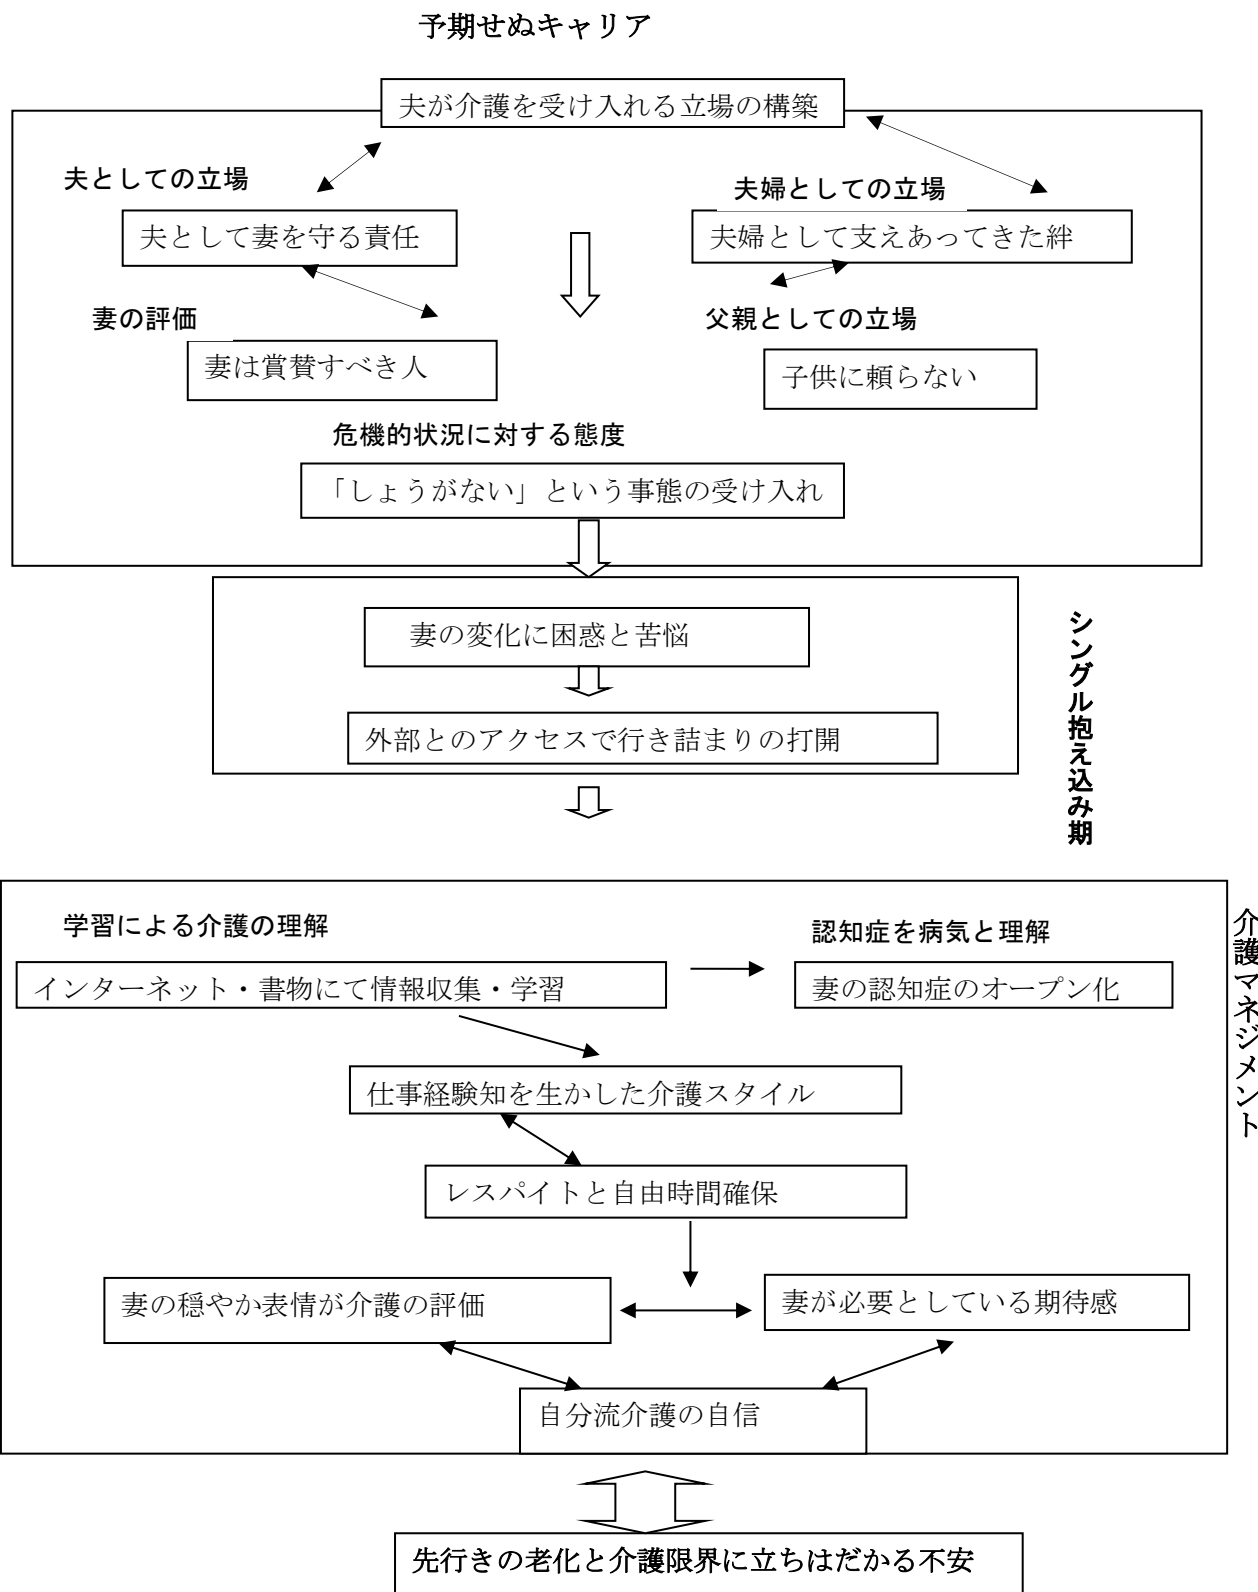 予期せぬキャリア
夫が介護を受け入れる立場の構築
夫としての立場
夫婦としての立場
夫として妻を守る責任
夫婦として支えあってきた絆
妻の評価
父親としての立場
妻は賞賛すべき人
子供に頼らない
危機的状況に対する態度
「しょうがない」という事態の受け入れ
妻の変化に困惑と苦悩
外部とのアクセスで行き詰まりの打開
シングル抱え込み期
学習による介護の理解
認知症を病気と理解
インターネット・書物にて情報収集・学習
妻の認知症のオープン化
介護マネジメント
仕事経験知を生かした介護スタイル
レスパイトと自由時間確保
妻の穏やか表情が介護の評価
妻が必要としている期待感
自分流介護の自信
先行きの老化と介護限界に立ちはだかる不安